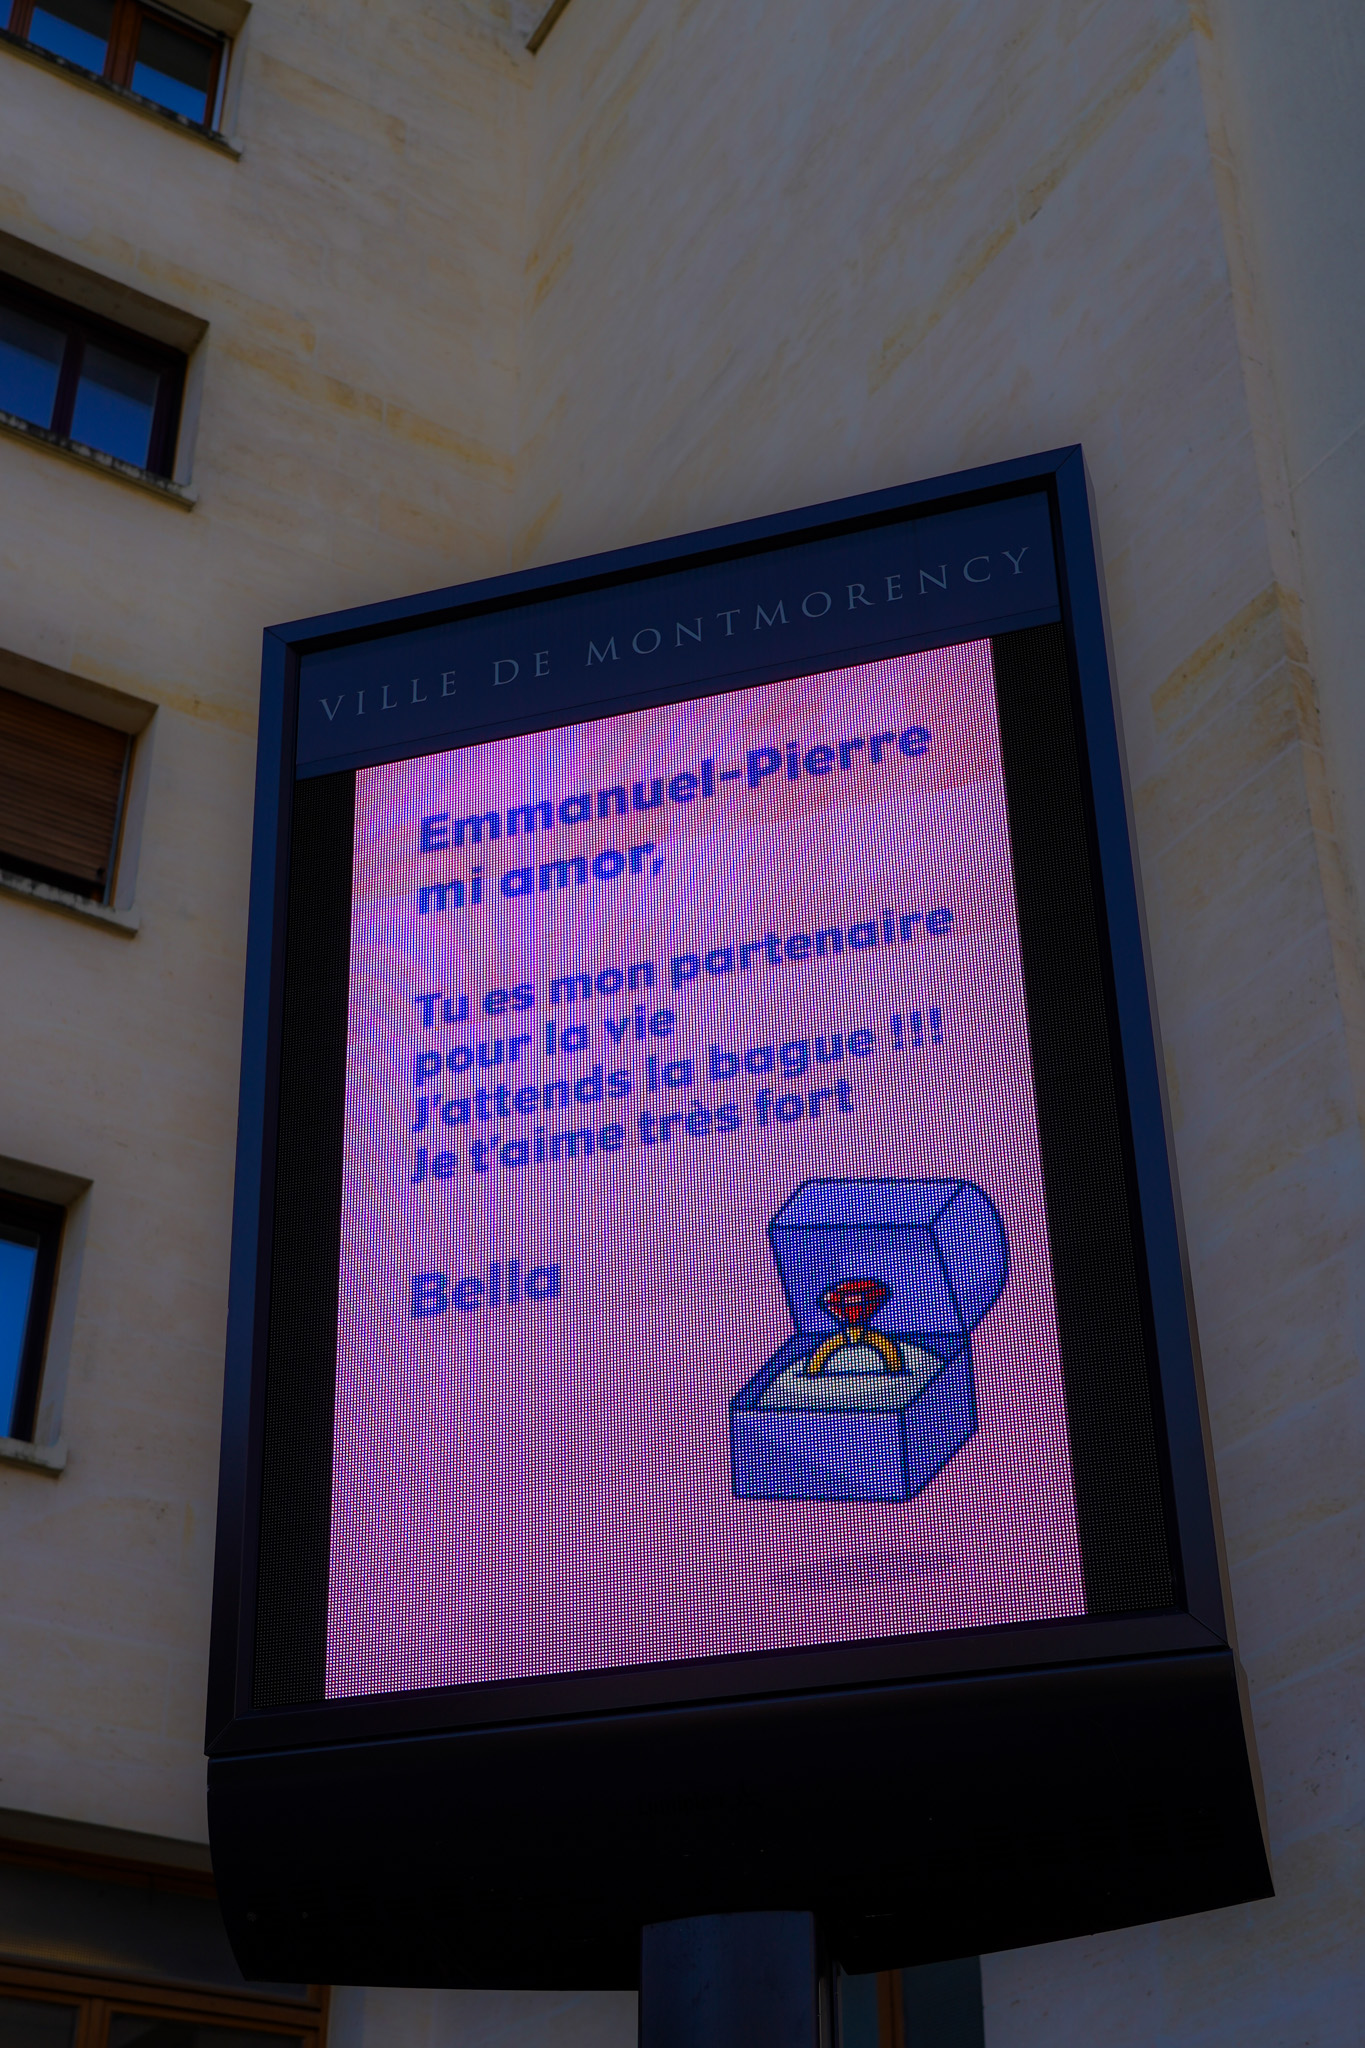 VILLE DE MONTMORENCY
Emmanuel-Pierre
mi amor,
Tu es mon partenaire
pour la vie
J'attends la bague !!!
Je t'aime très fort
Bella